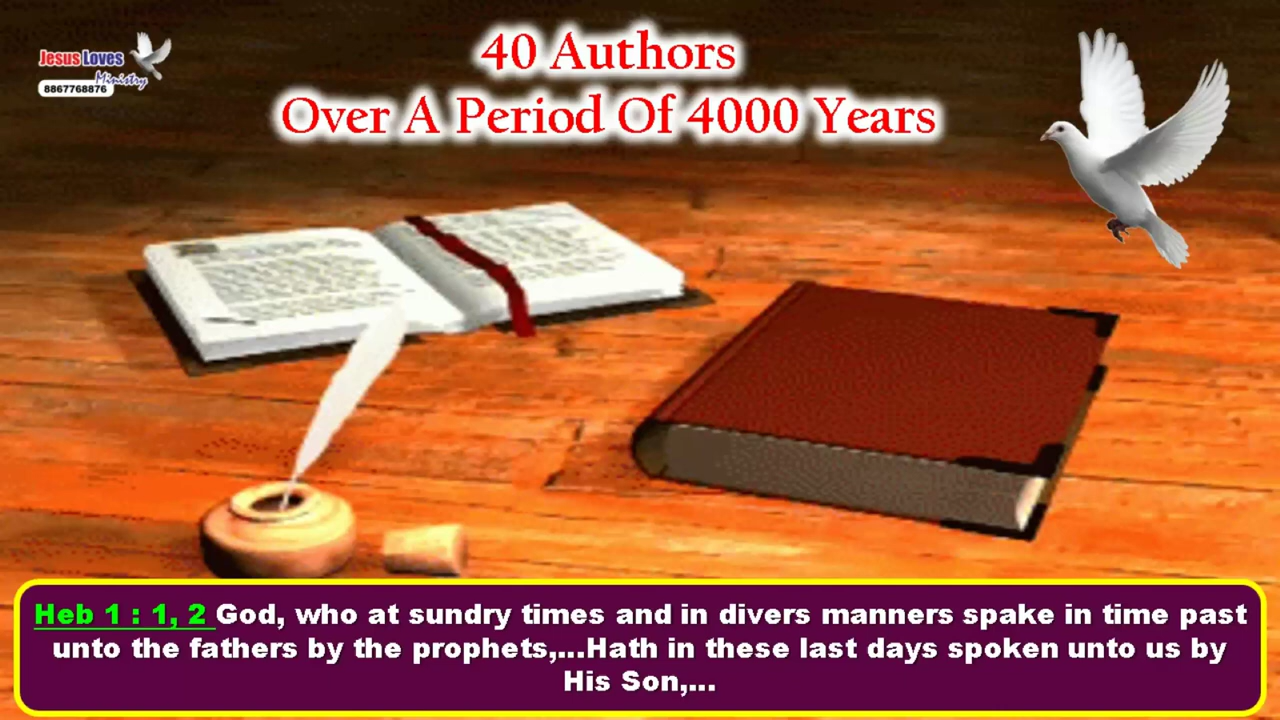 Jesus Loves
Ministry
8867768876
40 Authors
Over A Period Of 4000 Years
Heb 1 : 1, 2 God, who at sundry times and in divers manners spake in time past
unto the fathers by the prophets,...Hath in these last days spoken unto us by
His Son,...